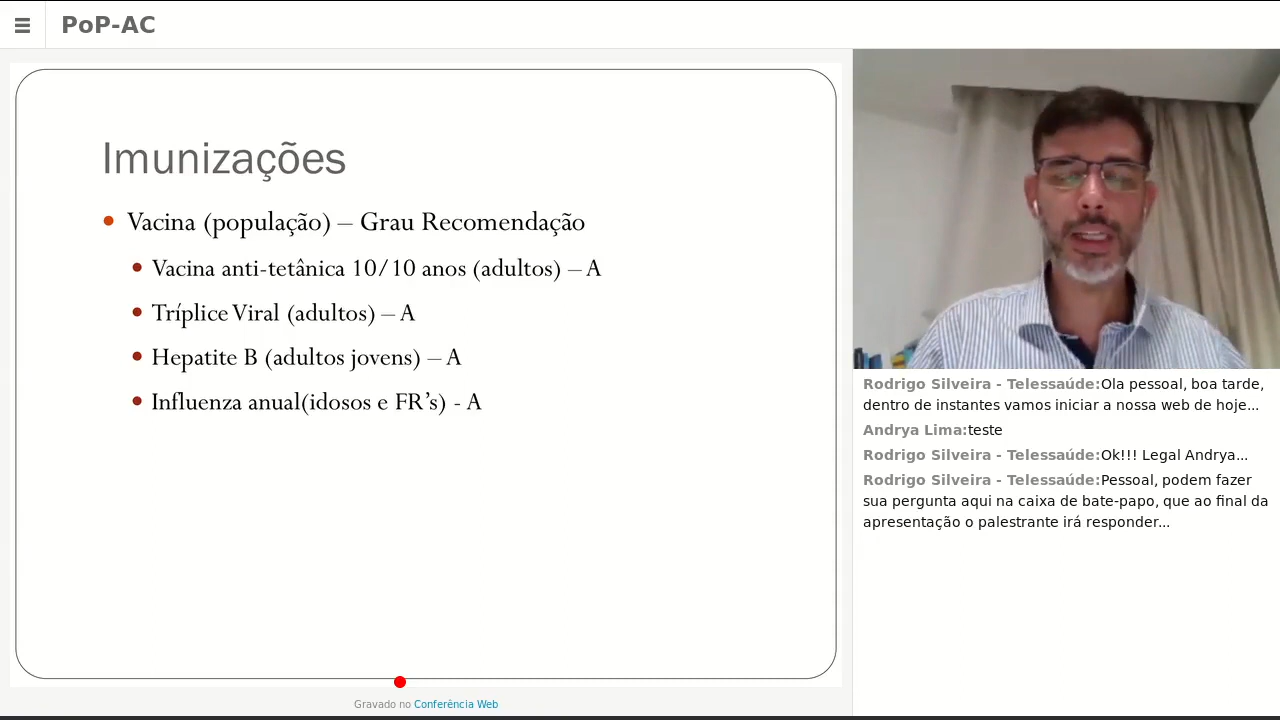 PoP-AC
Imunizações
Vacina (população) – Grau Recomendação
Vacina anti-tetânica 10/10 anos (adultos) – A
Tríplice Viral (adultos) – A
Hepatite B (adultos jovens) – A
Influenza anual(idosos e FR’s) - A
Gravado no Conferência Web
Rodrigo Silveira - Telessaúde:Ola pessoal, boa tarde,
dentro de instantes vamos iniciar a nossa web de hoje...
Andrya Lima:teste
Rodrigo Silveira - Telessaúde:Ok!!! Legal Andrya...
Rodrigo Silveira - Telessaúde:Pessoal, podem fazer
sua pergunta aqui na caixa de bate-papo, que ao final da
apresentação o palestrante irá responder...